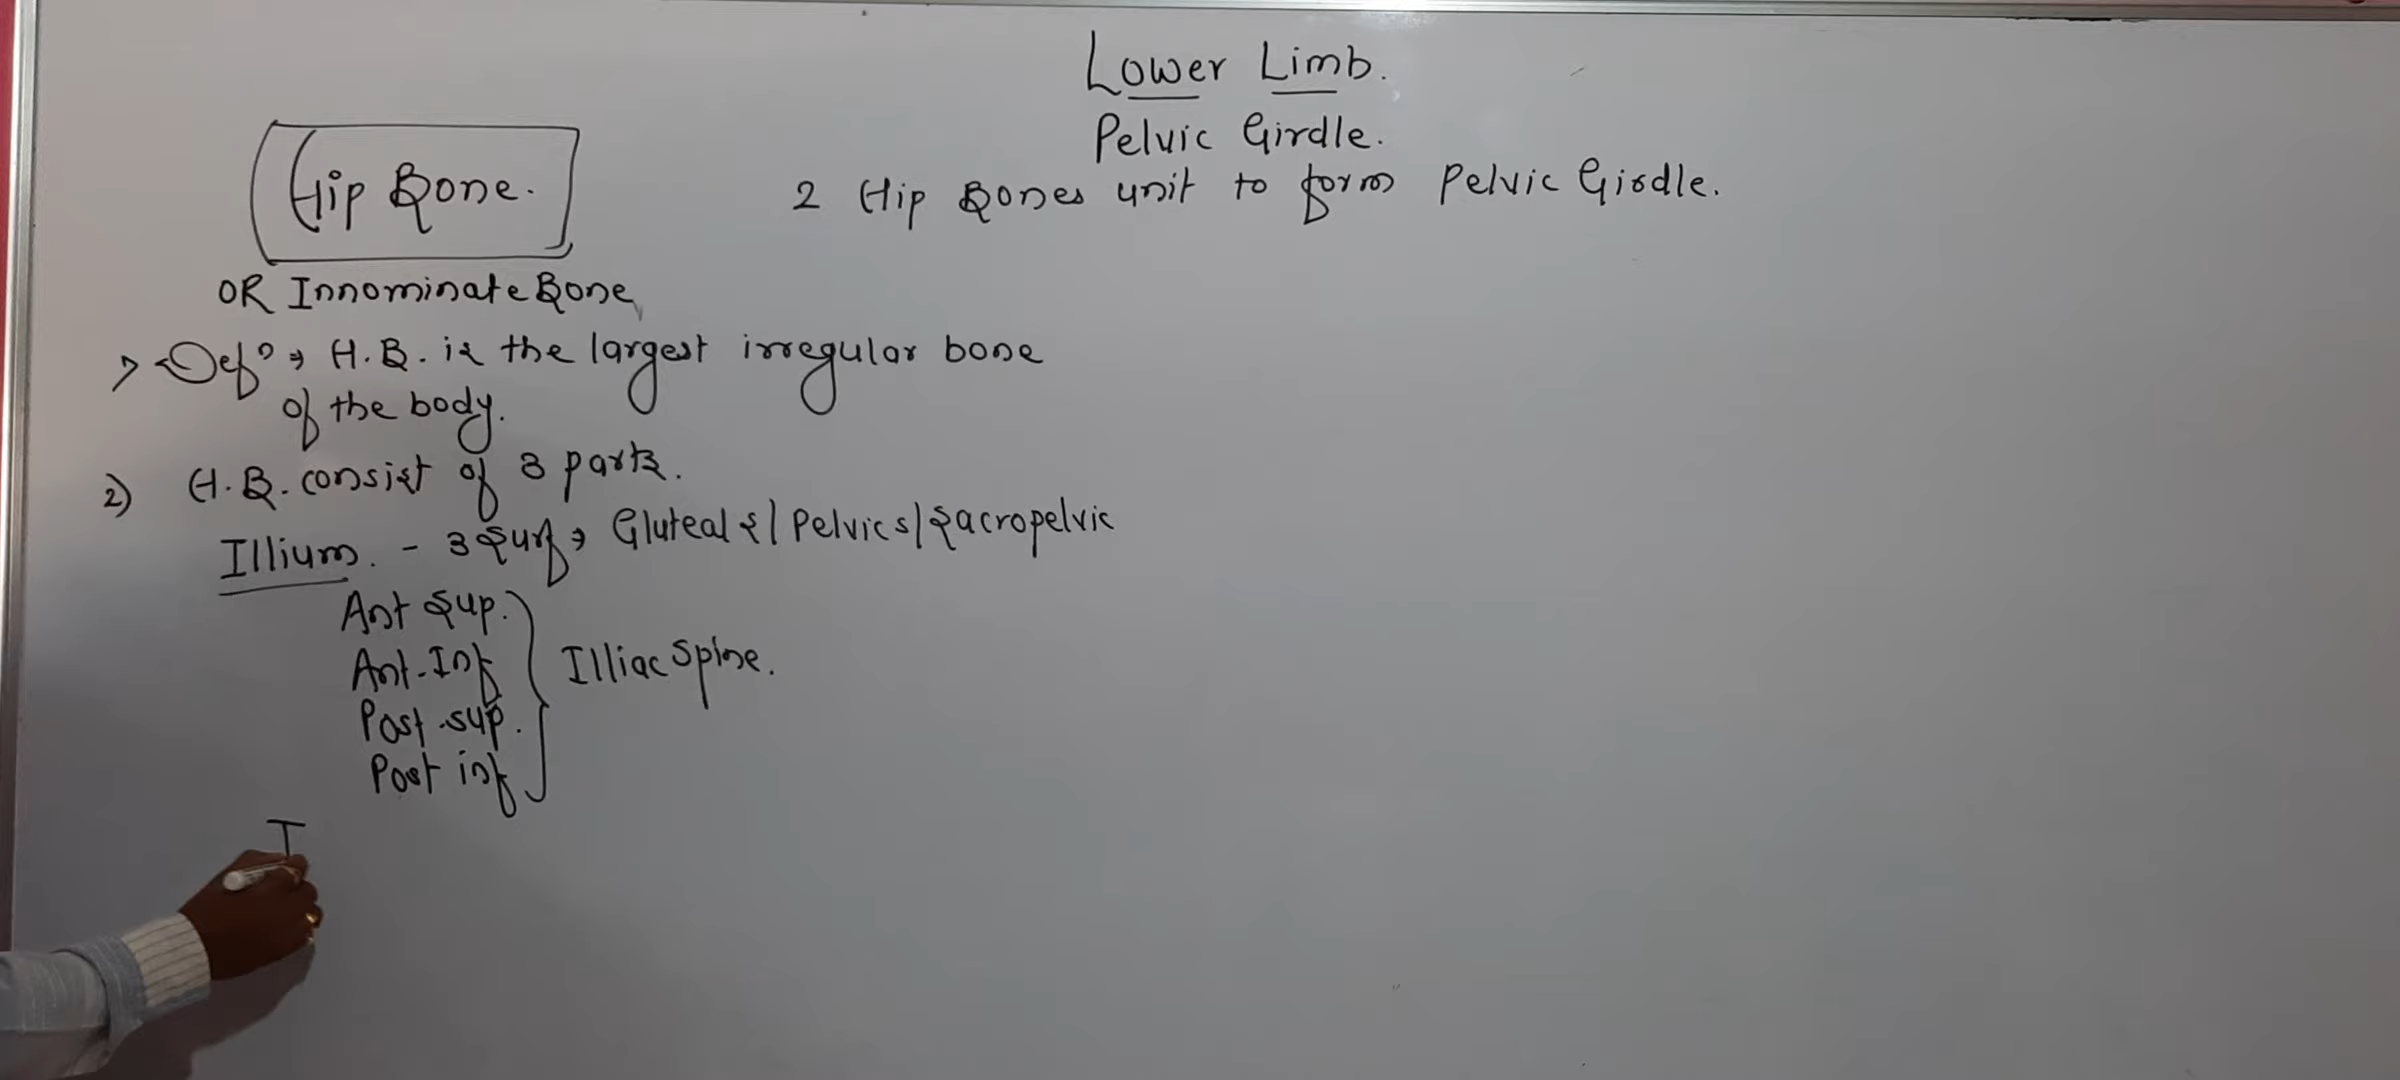 Lower Limb.
Pelvic Girdle.
2 Hip Bones unit to form Pelvic Girdle.
Hip Bone.
OR Innominate Bone
1> Defn → H.B. is the largest irregular bone
of the body.
2) H.B. consist of 3 parts.
Illium. - 3 Surf → Gluteal S/ Pelvic s/ Sacropelvic
Ant Sup.
Ant-Inf
Post sup.
Post inf
Illiac Spine.
I